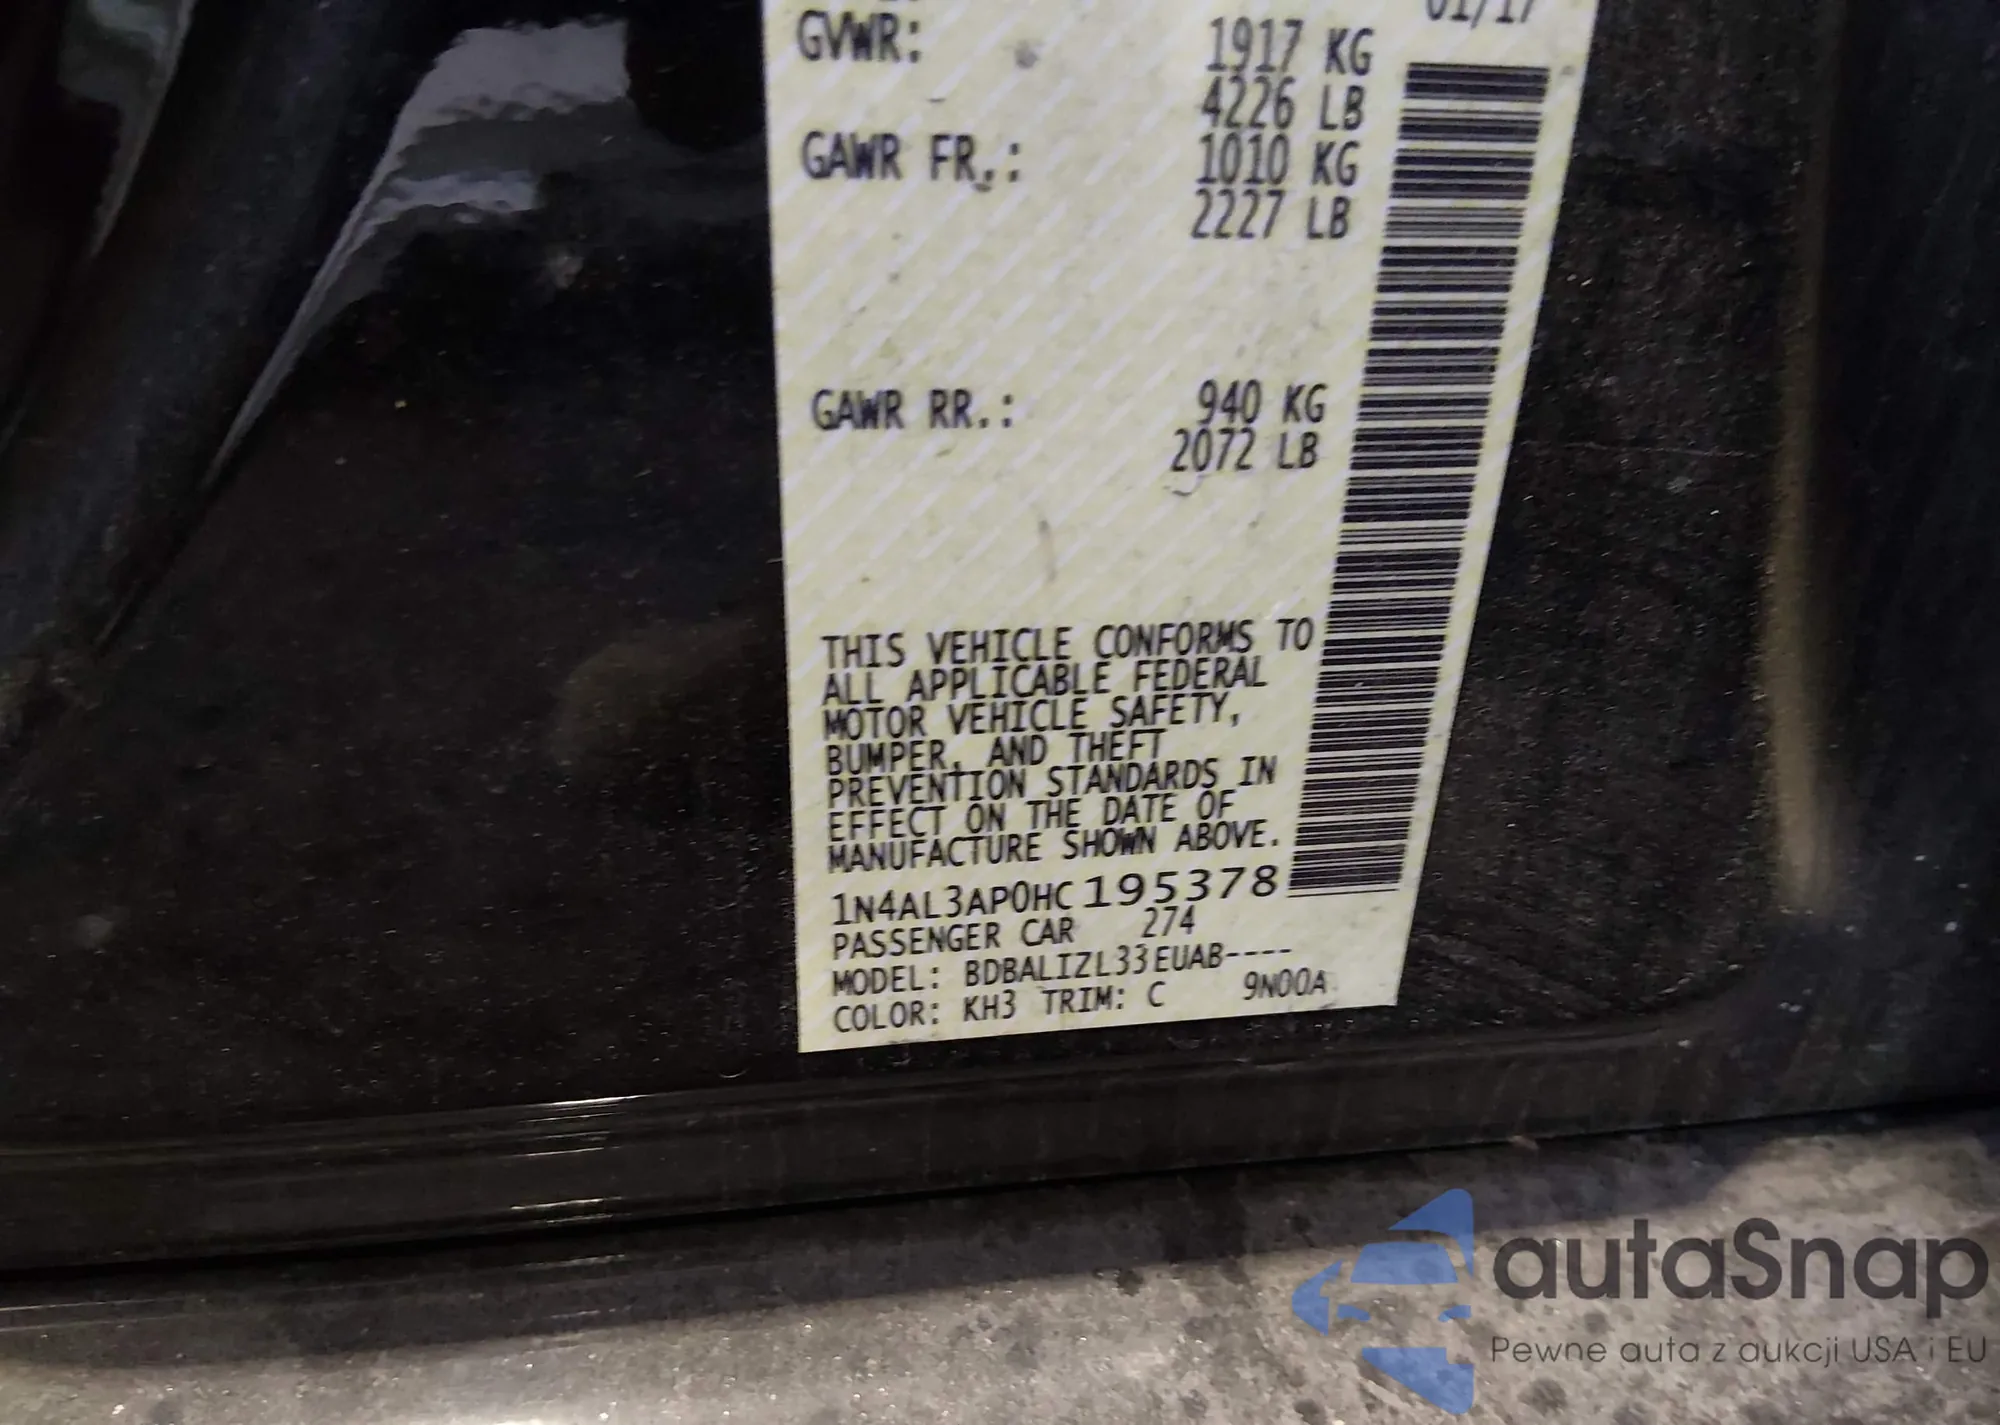 01/17
GVWR: 1917 KG
4226 LB
GAWR FR.: 1010 KG
2227 LB
GAWR RR.: 940 KG
2072 LB
THIS VEHICLE CONFORMS TO
ALL APPLICABLE FEDERAL
MOTOR VEHICLE SAFETY,
BUMPER, AND THEFT
PREVENTION STANDARDS IN
EFFECT ON THE DATE OF
MANUFACTURE SHOWN ABOVE.
1N4AL3AP0HC195378
PASSENGER CAR 274
MODEL: BDBALIZL33EUAB----
COLOR: KH3 TRIM: C 9N00A
autaSnap
Pewne auta z aukcji USA i EU